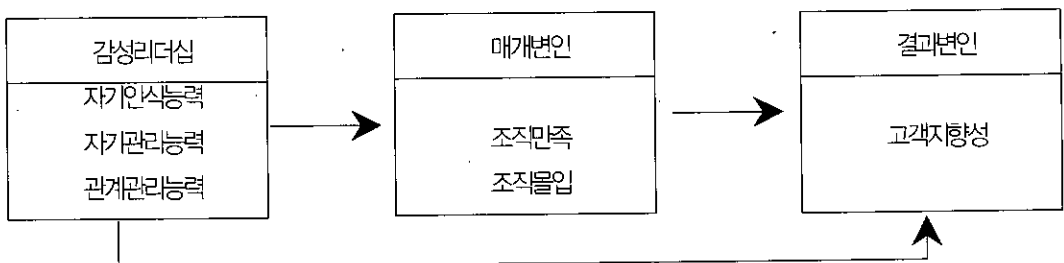 감성리더십
자기인식능력
자기관리능력
관계관리능력
매개변인
조직만족
조직몰입
결과변인
고객지향성